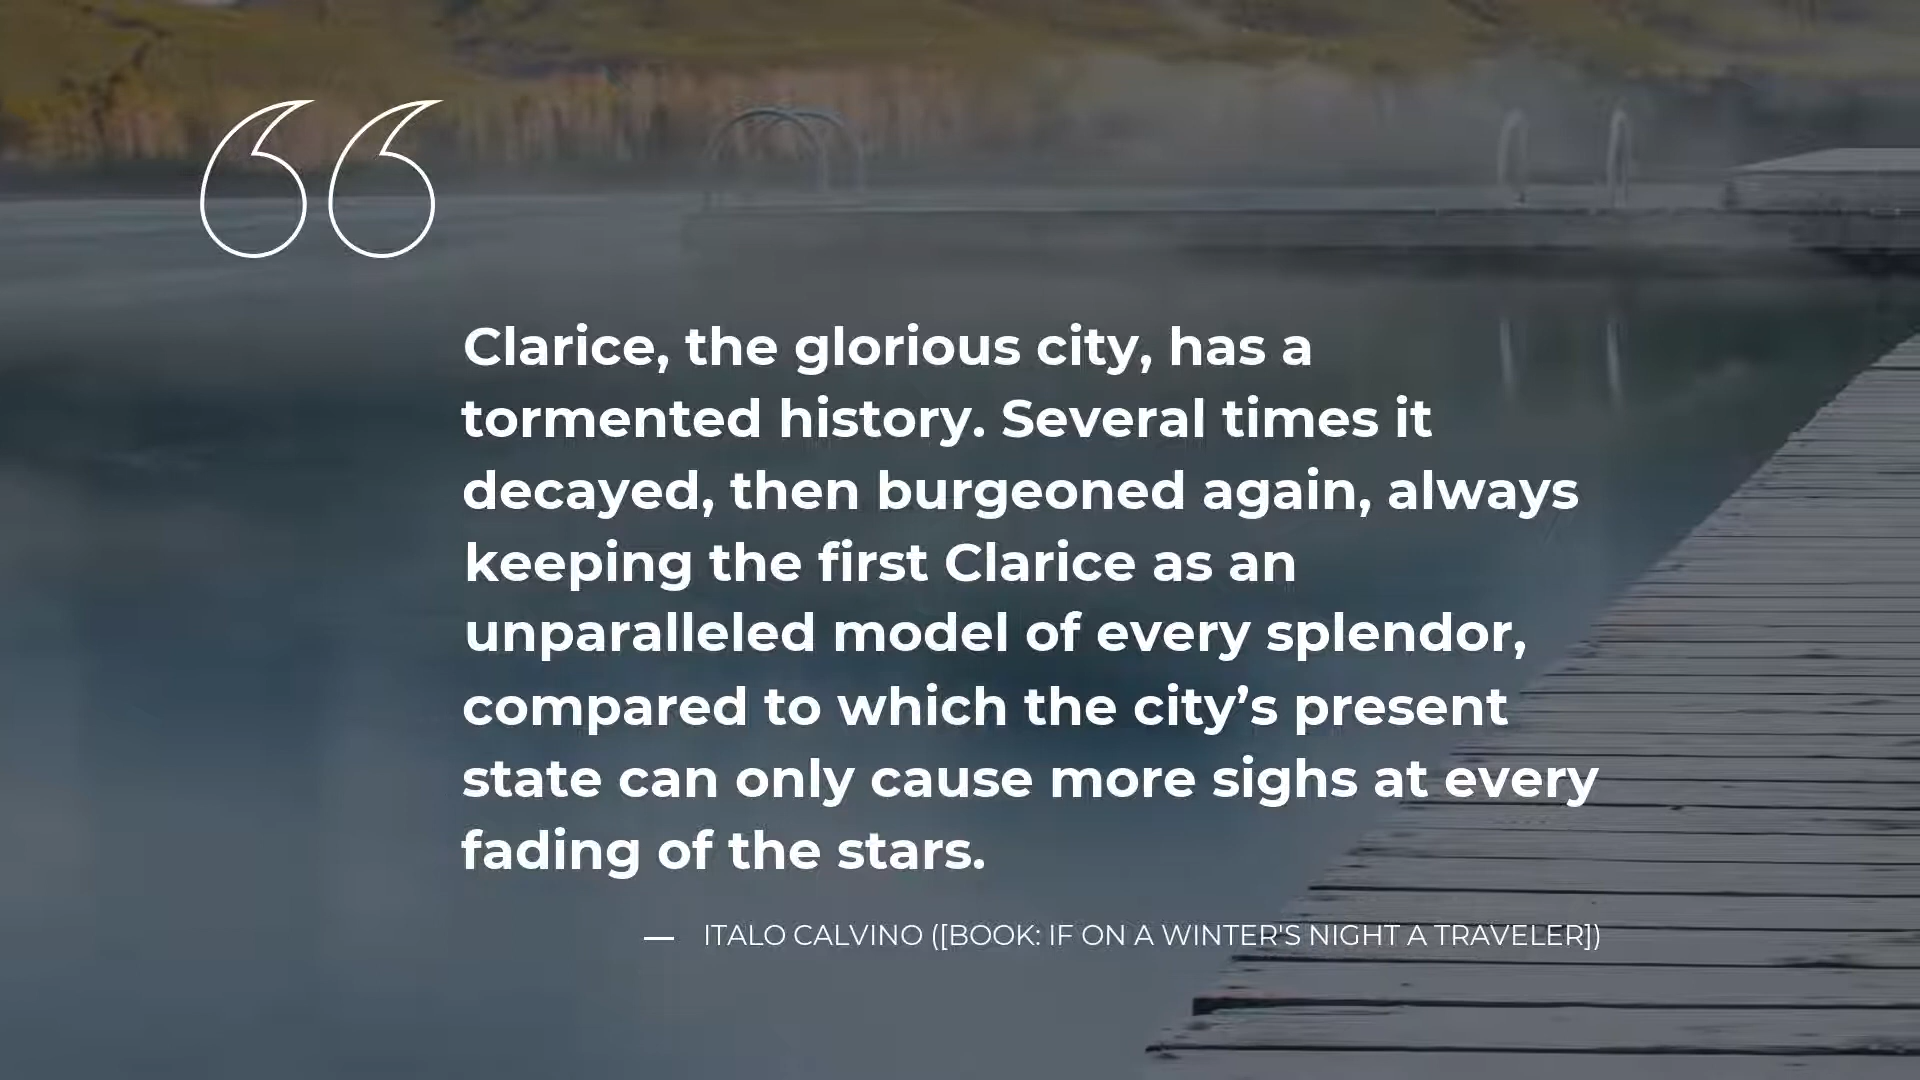 Clarice, the glorious city, has a
tormented history. Several times it
decayed, then burgeoned again, always
keeping the first Clarice as an
unparalleled model of every splendor,
compared to which the city’s present
state can only cause more sighs at every
fading of the stars.
— ITALO CALVINO ([BOOK: IF ON A WINTER'S NIGHT A TRAVELER])